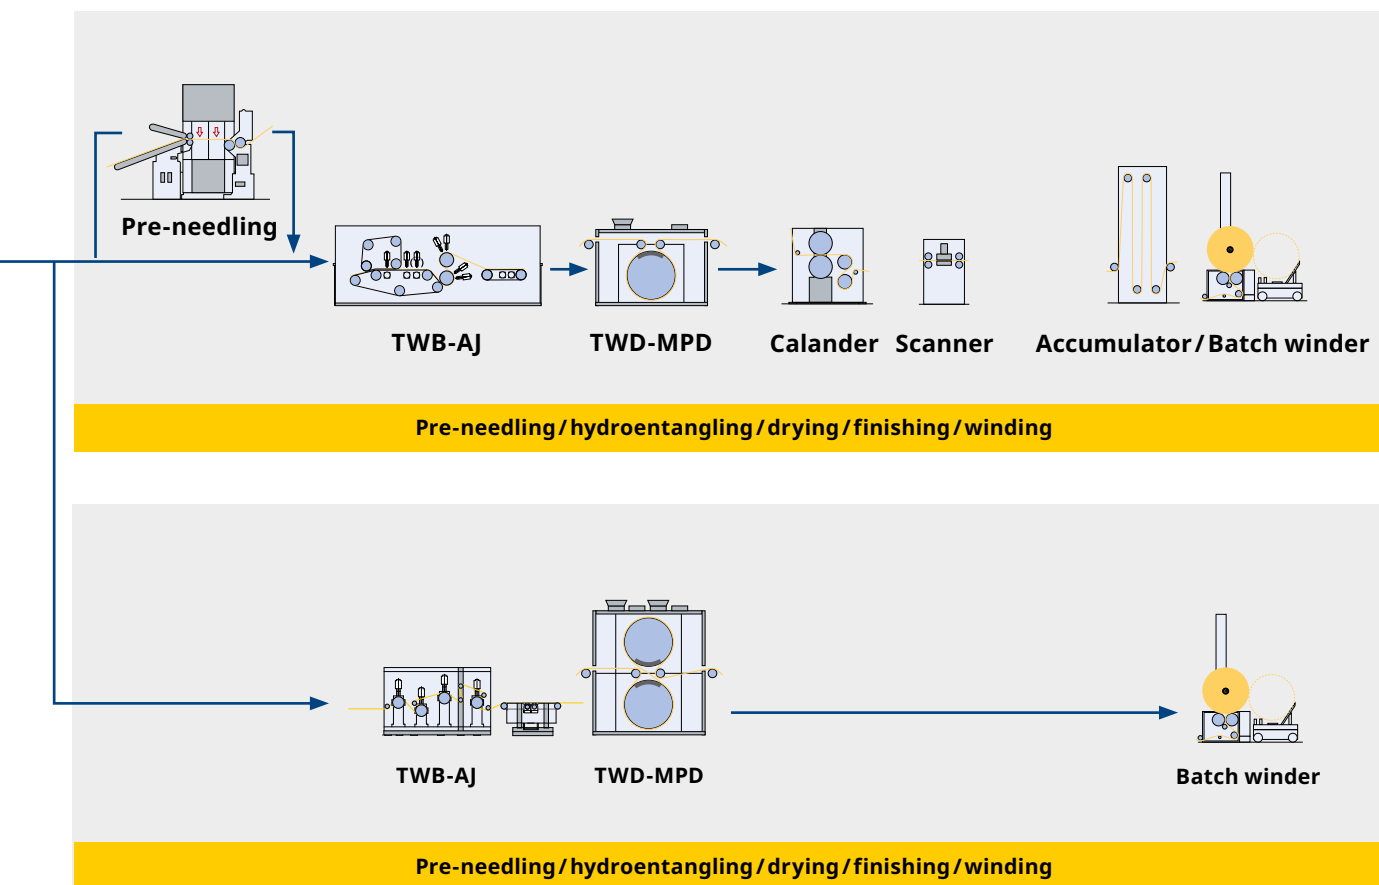 Pre-needling
TWB-AJ
TWD-MPD
Calander
Scanner
Accumulator/Batch winder
Pre-needling/hydroentangling/drying/finishing/winding
TWB-AJ
TWD-MPD
Batch winder
Pre-needling/hydroentangling/drying/finishing/winding